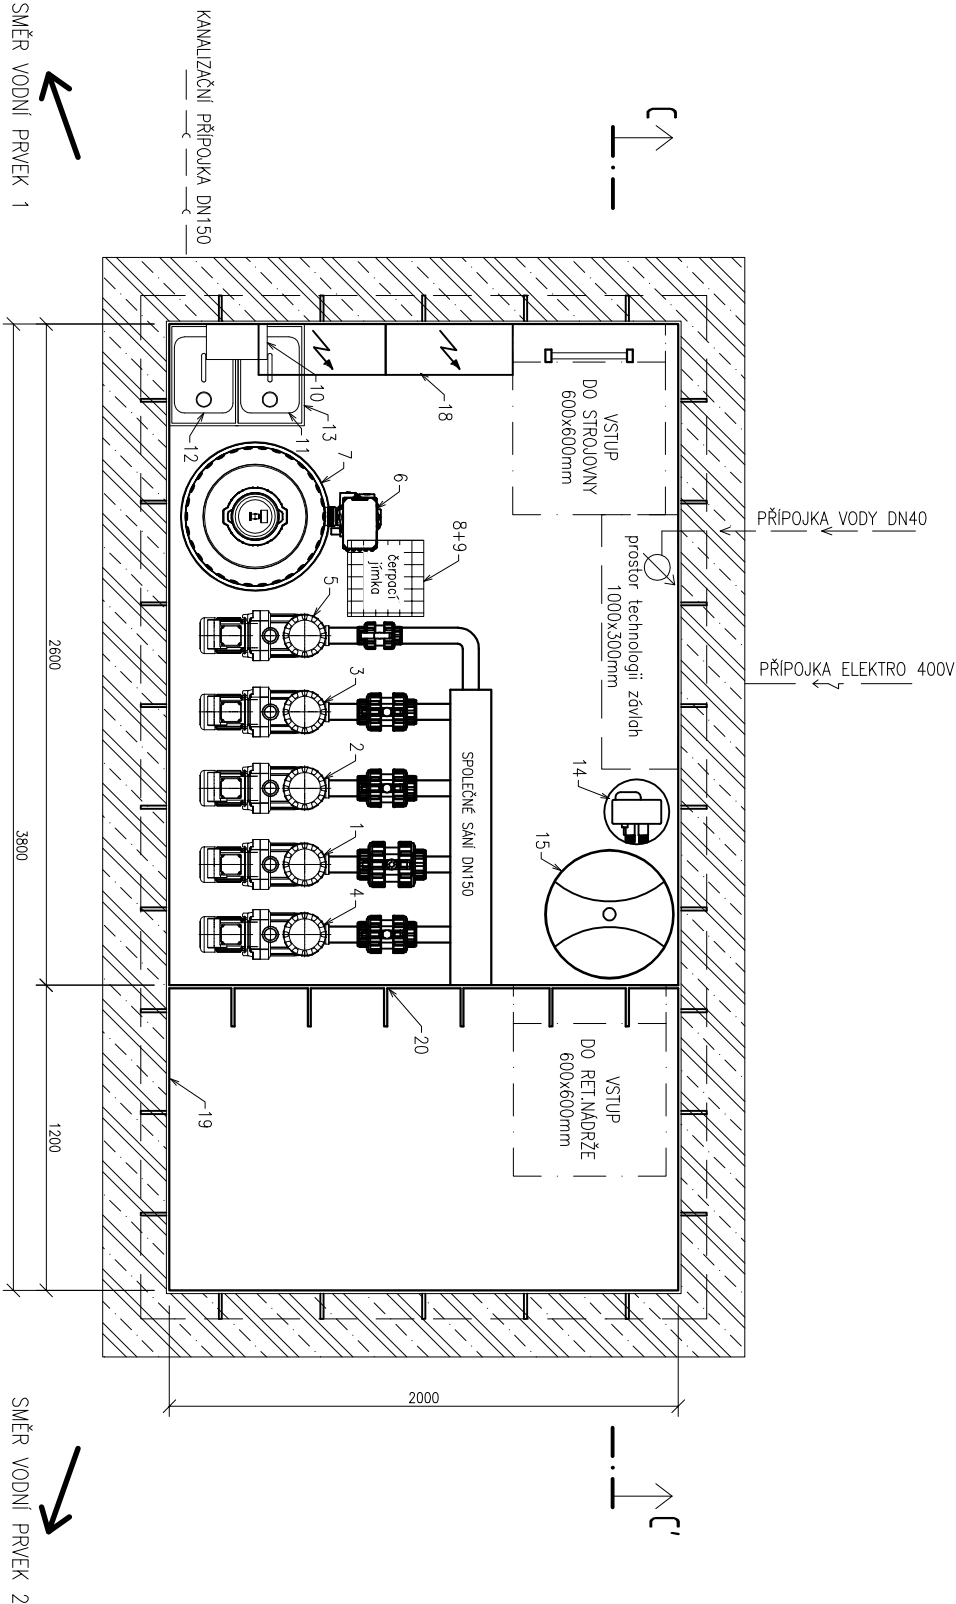 SMĚR VODNÍ PRVEK 1
KANALIZAČNÍ PŘÍPOJKA DN150
C
PŘÍPOJKA VODY DN40
PŘÍPOJKA ELEKTRO 400V
VSTUP
DO STROJOVNY
600x600mm
prostor technologii závlah
1000x300mm
10
11
12
13
18
7
6
8+9
čerpací
jímka
5
3
2
1
4
SPOLEČNÉ SÁNÍ DN150
14
15
20
19
VSTUP
DO RET.NÁDRŽE
600x600mm
2600
1200
3800
2000
C'
SMĚR VODNÍ PRVEK 2